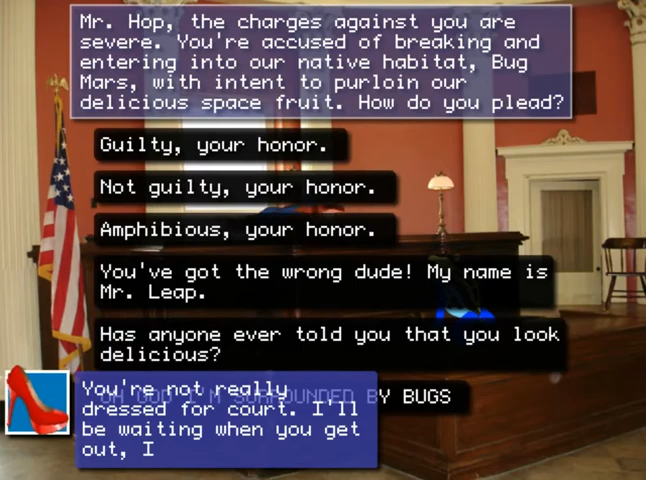 Mr. Hop, the charges against you are
severe. You're accused of breaking and
entering into our native habitat, Bug
Mars, with intent to purloin our
delicious space fruit. How do you plead?
Guilty, your honor.
Not guilty, your honor.
Amphibious, your honor.
You've got the wrong dude! My name is
Mr. Leap.
Has anyone ever told you that you look
delicious?
OH GOD I'M SURROUNDED BY BUGS
You're not really
dressed for court. I'll
be waiting when you get
out, I